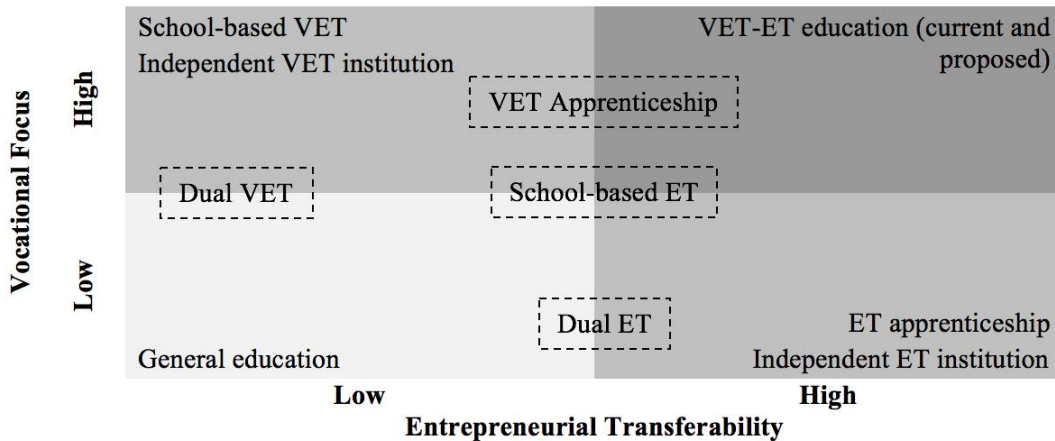 School-based VET
Independent VET institution
VET-ET education (current and
proposed)
VET Apprenticeship
Dual VET
School-based ET
Dual ET
General education
ET apprenticeship
Independent ET institution
Vocational Focus
High
Low
Low
High
Entrepreneurial Transferability